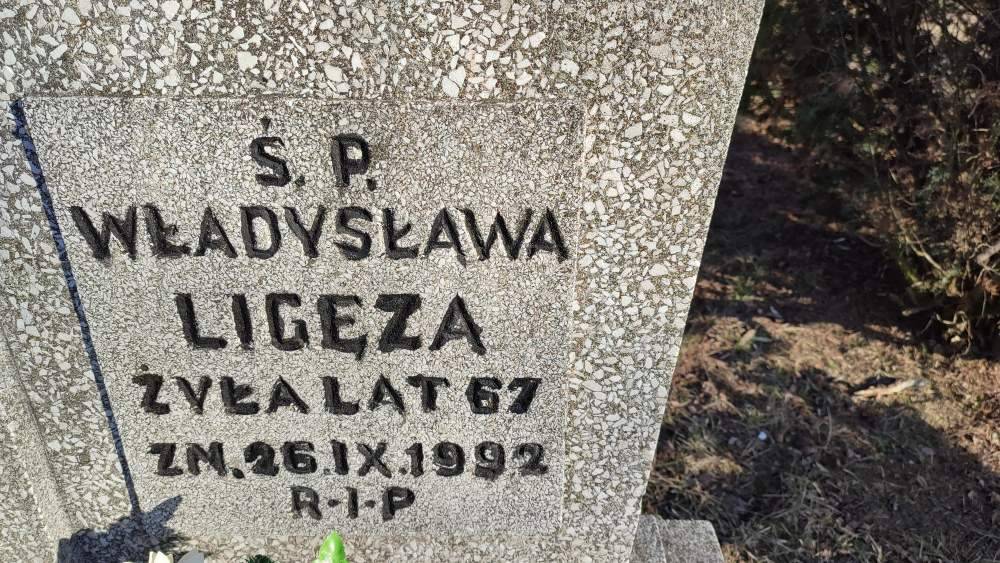 Ś. P.
WŁADYSŁAWA
LIGĘZA
ŻYŁA LAT 67
ZM. 26.IX.1992
R-I-P